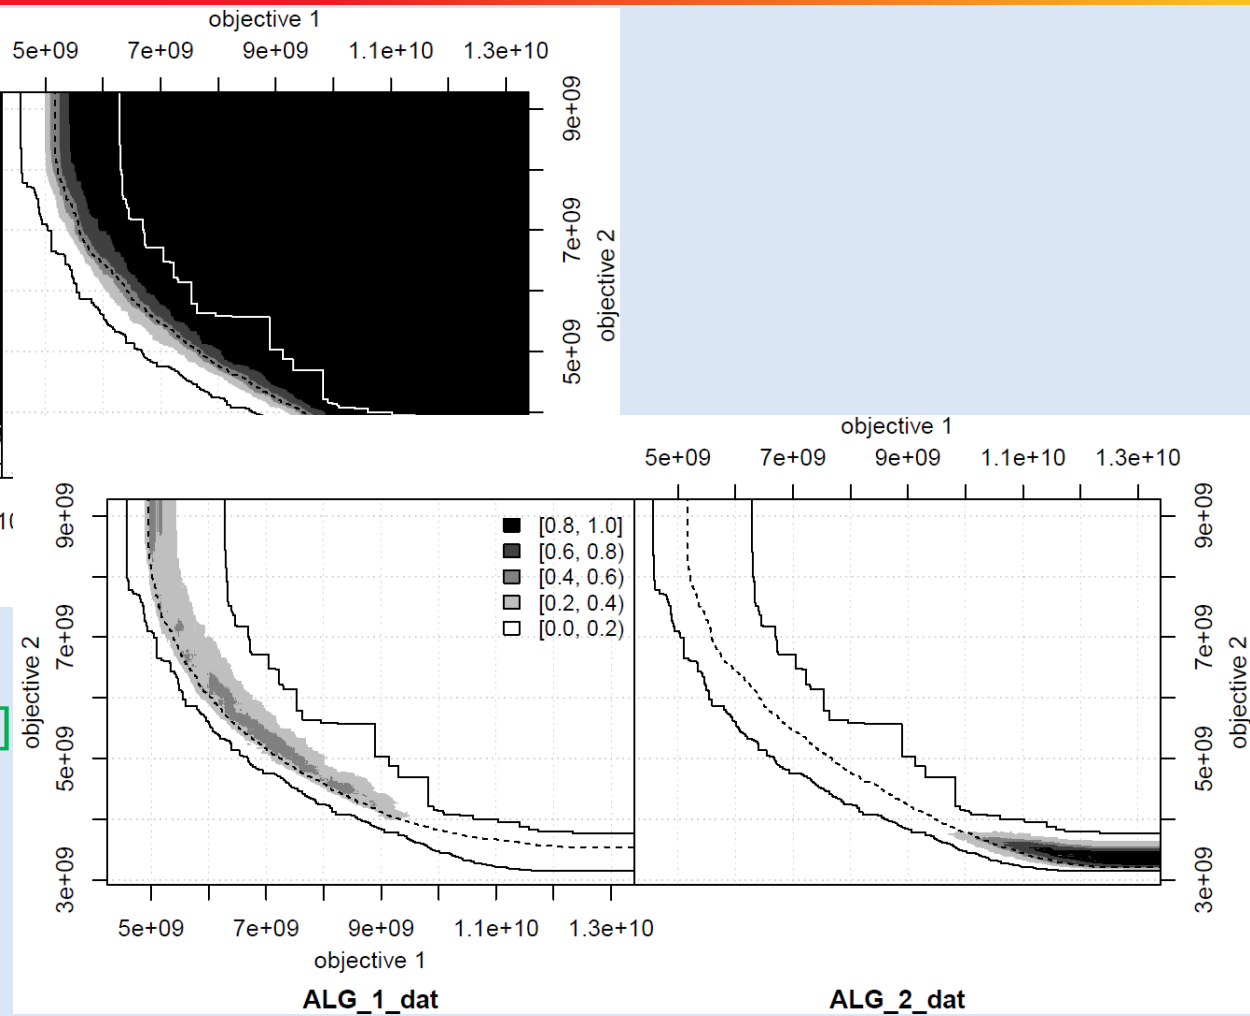 objective 1
5e+09 7e+09 9e+09 1.1e+10 1.3e+10
9e+09
7e+09
5e+09
objective 2
objective 1
5e+09 7e+09 9e+09 1.1e+10 1.3e+10
[0.8, 1.0]
[0.6, 0.8)
[0.4, 0.6)
[0.2, 0.4)
[0.0, 0.2)
9e+09
7e+09
5e+09
3e+09
objective 2
9e+09
7e+09
5e+09
3e+09
objective 2
5e+09 7e+09 9e+09 1.1e+10 1.3e+10
objective 1
ALG_1_dat ALG_2_dat